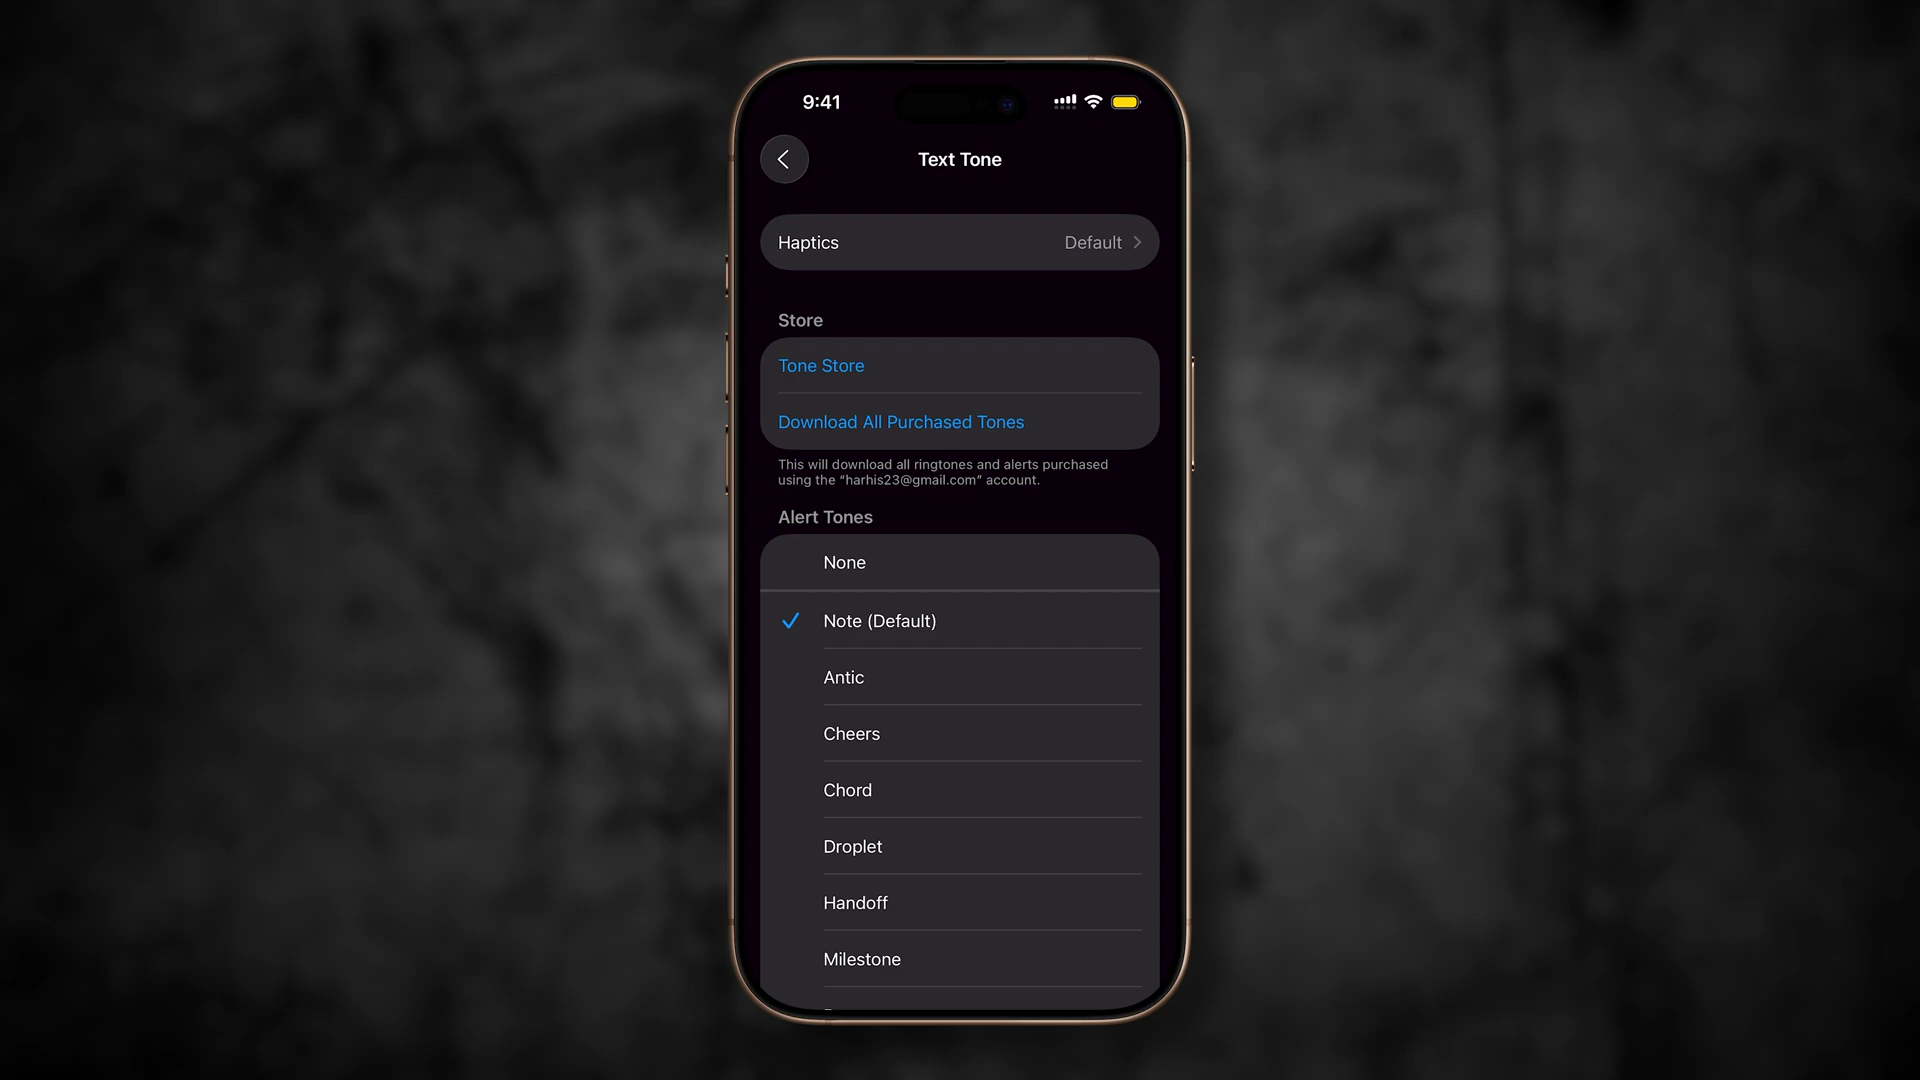 9:41
Text Tone
Haptics Default
Store
Tone Store
Download All Purchased Tones
This will download all ringtones and alerts purchased
using the “harhis23@gmail.com” account.
Alert Tones
None
Note (Default)
Antic
Cheers
Chord
Droplet
Handoff
Milestone